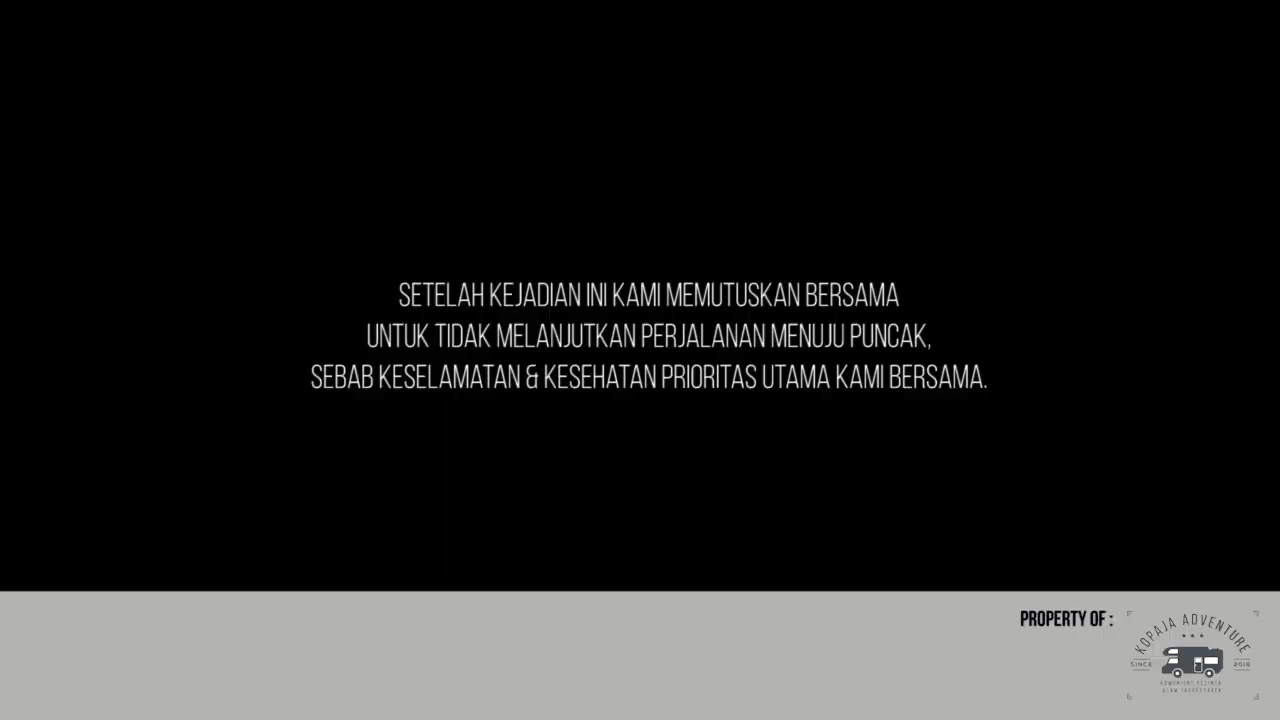 SETELAH KEJADIAN INI KAMI MEMUTUSKAN BERSAMA
UNTUK TIDAK MELANJUTKAN PERJALANAN MENUJU PUNCAK,
SEBAB KESELAMATAN & KESEHATAN PRIORITAS UTAMA KAMI BERSAMA.
PROPERTY OF :
KOPAJA ADVENTURE
SINCE 2018